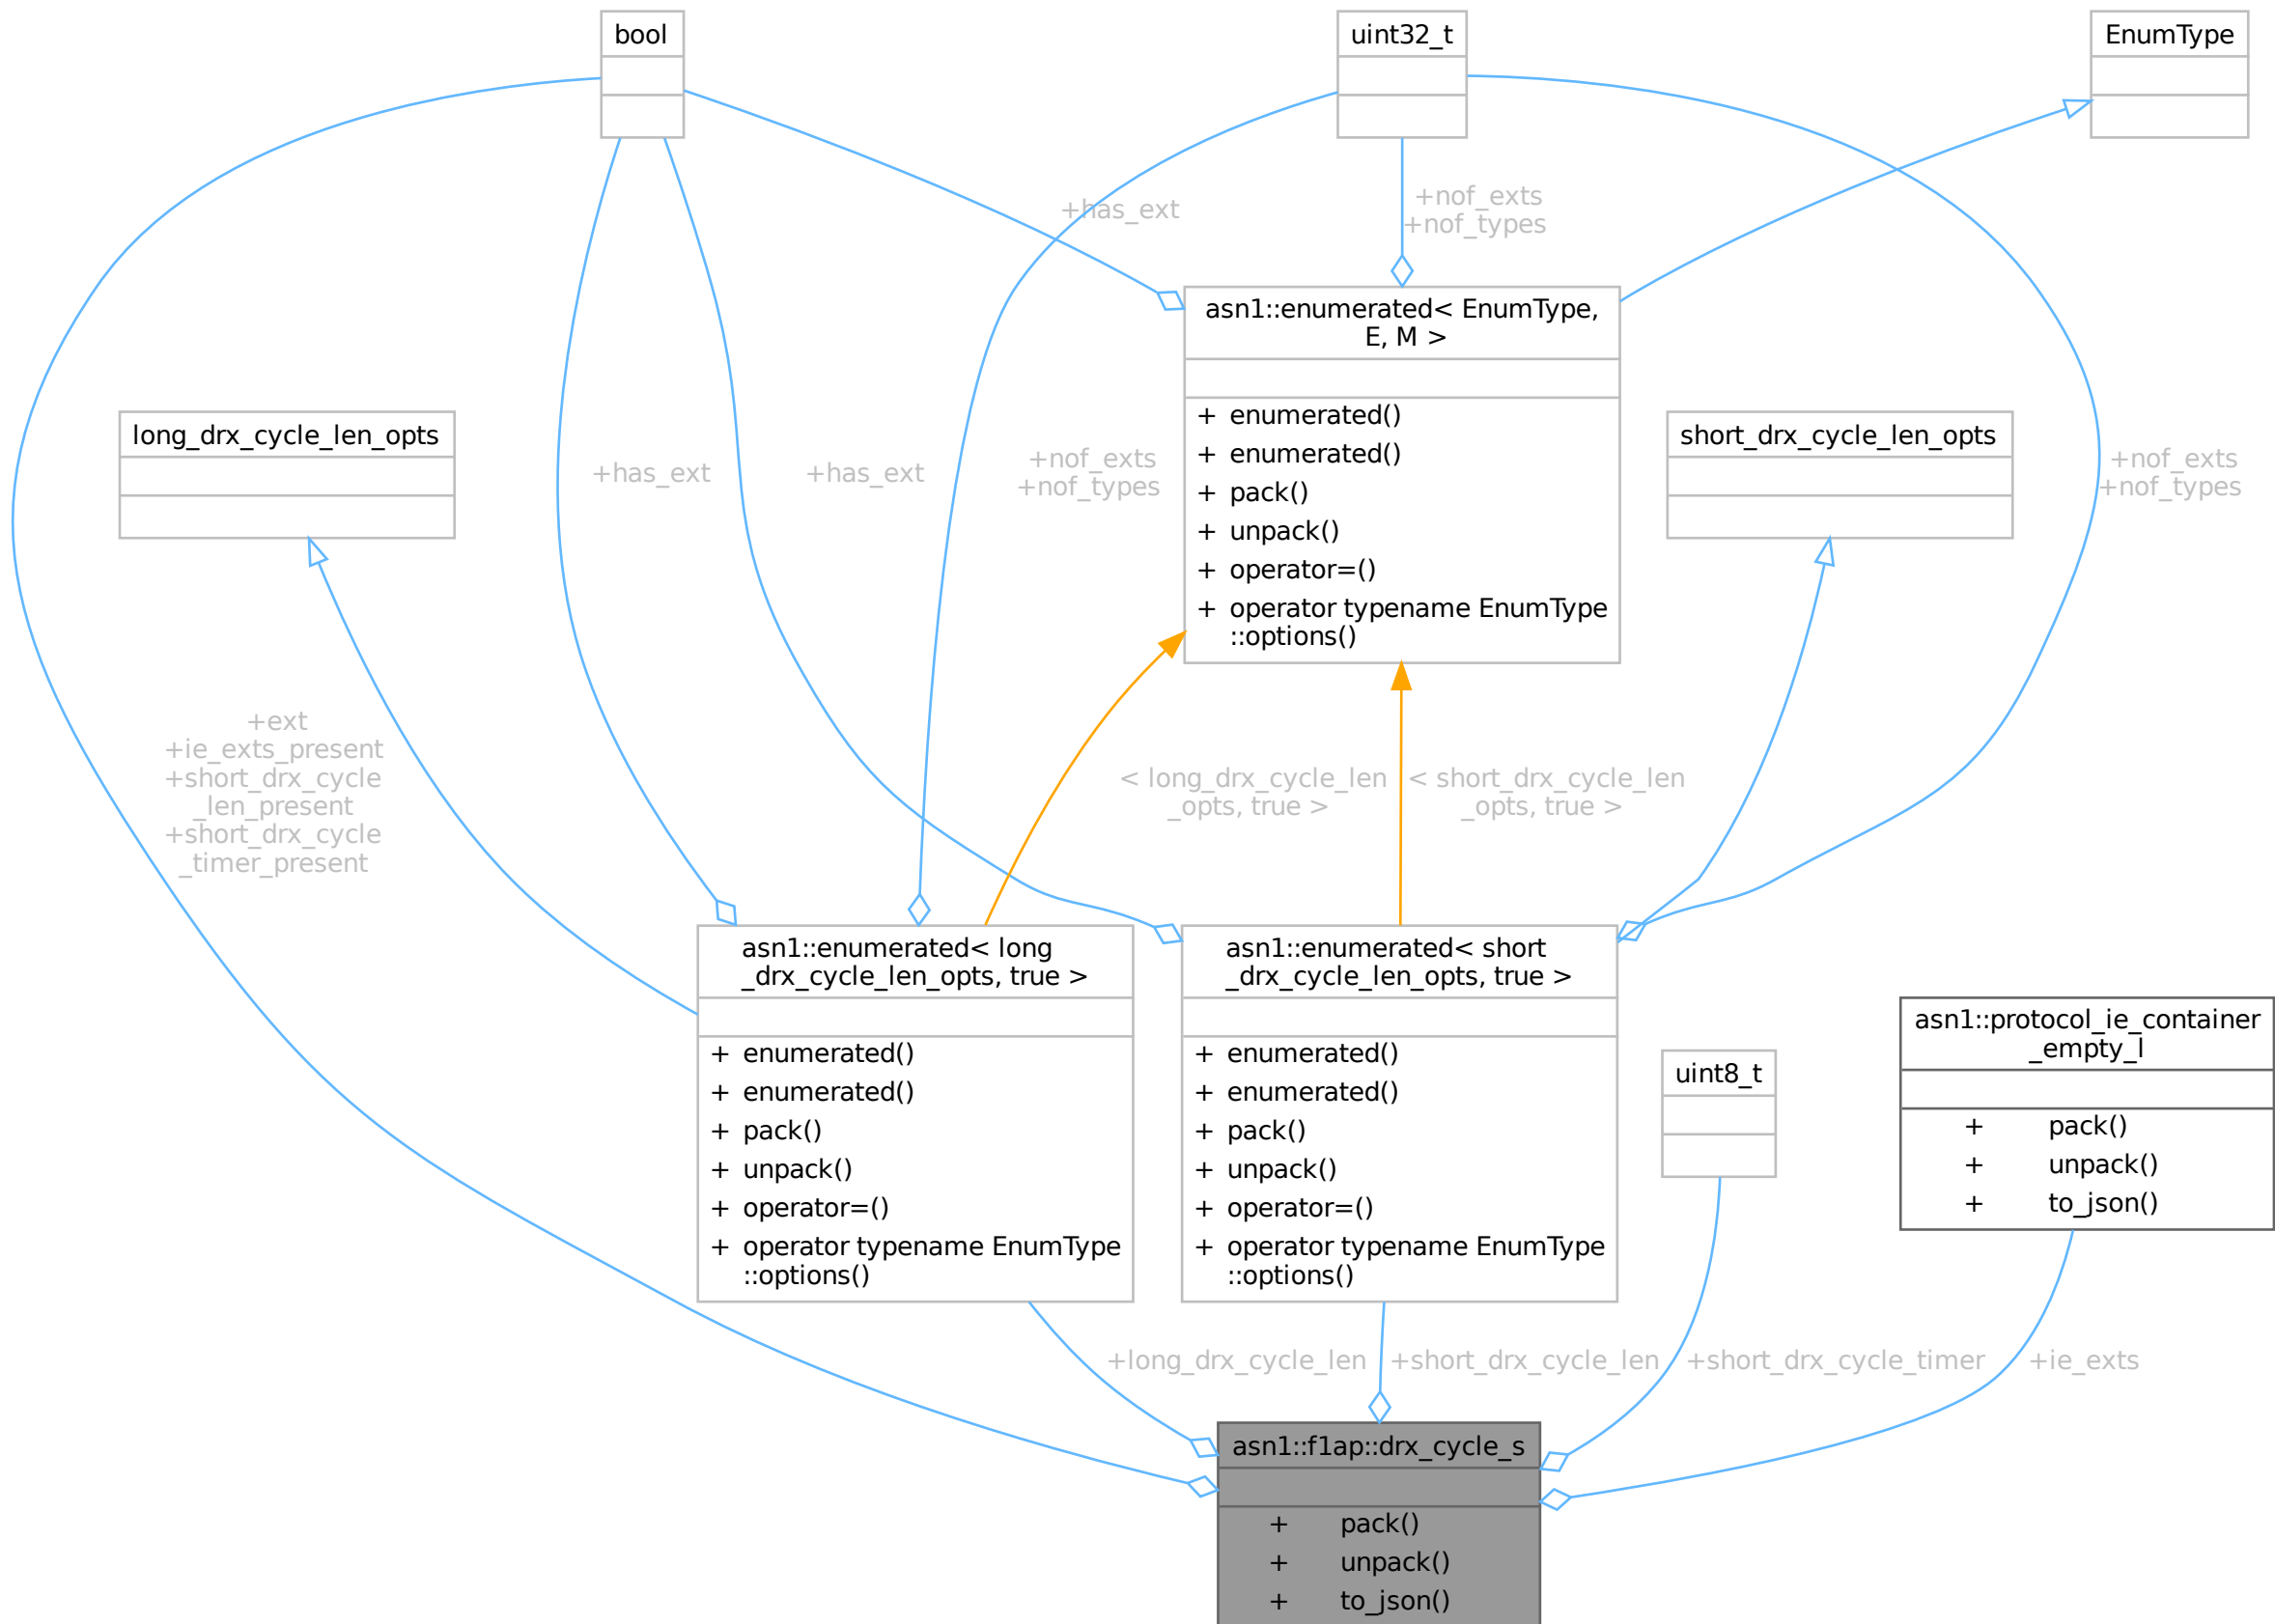 bool
uint32_t
EnumType
+has_ext
+nof_exts
+nof_types
asn1::enumerated< EnumType,
E, M >
+ enumerated()
+ enumerated()
+ pack()
+ unpack()
+ operator=()
+ operator typename EnumType
::options()
long_drx_cycle_len_opts
short_drx_cycle_len_opts
+has_ext
+has_ext
+nof_exts
+nof_types
+nof_exts
+nof_types
+ext
+ie_exts_present
+short_drx_cycle
_len_present
+short_drx_cycle
_timer_present
< long_drx_cycle_len
_opts, true >
< short_drx_cycle_len
_opts, true >
asn1::enumerated< long
_drx_cycle_len_opts, true >
+ enumerated()
+ enumerated()
+ pack()
+ unpack()
+ operator=()
+ operator typename EnumType
::options()
asn1::enumerated< short
_drx_cycle_len_opts, true >
+ enumerated()
+ enumerated()
+ pack()
+ unpack()
+ operator=()
+ operator typename EnumType
::options()
uint8_t
asn1::protocol_ie_container
_empty_l
+ pack()
+ unpack()
+ to_json()
+long_drx_cycle_len
+short_drx_cycle_len
+short_drx_cycle_timer
+ie_exts
asn1::f1ap::drx_cycle_s
+ pack()
+ unpack()
+ to_json()